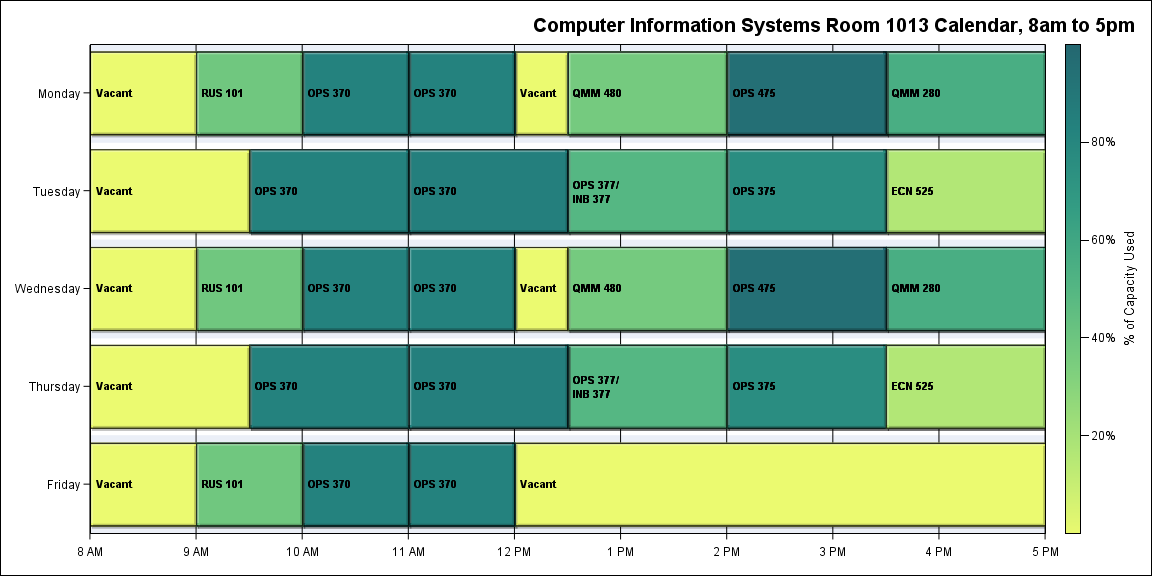 Computer Information Systems Room 1013 Calendar, 8am to 5pm
Monday
Vacant
RUS 101
OPS 370
OPS 370
Vacant
QMM 480
OPS 475
QMM 280
Tuesday
Vacant
OPS 370
OPS 370
OPS 377/
INB 377
OPS 375
ECN 525
Wednesday
Vacant
RUS 101
OPS 370
OPS 370
Vacant
QMM 480
OPS 475
QMM 280
Thursday
Vacant
OPS 370
OPS 370
OPS 377/
INB 377
OPS 375
ECN 525
Friday
Vacant
RUS 101
OPS 370
OPS 370
Vacant
8 AM
9 AM
10 AM
11 AM
12 PM
1 PM
2 PM
3 PM
4 PM
5 PM
80%
60%
40%
20%
% of Capacity Used